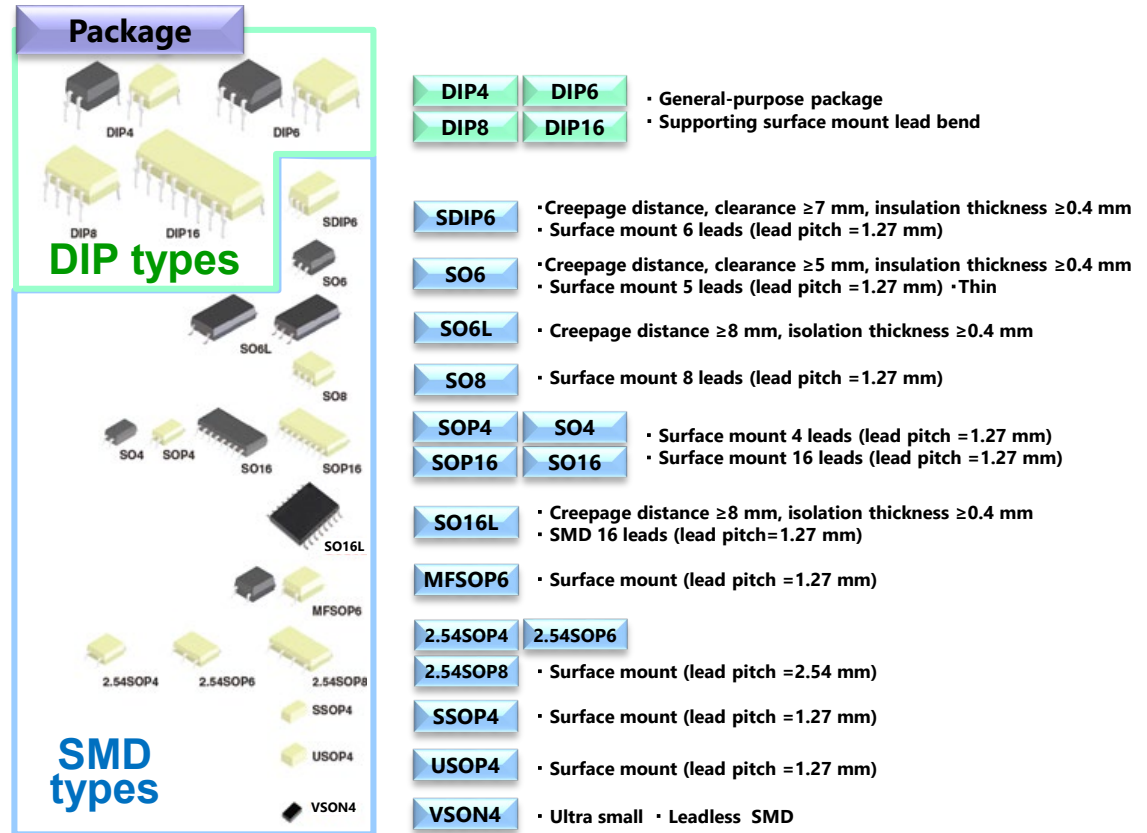 Package
DIP4
DIP6
DIP8
DIP16
DIP types
SDIP6
SO6
SO6L
SO8
SO4
SOP4
SO16
SOP16
SO16L
MFSOP6
2.54SOP4
2.54SOP6
2.54SOP8
SSOP4
USOP4
VSON4
SMD
types
DIP4 DIP6
DIP8 DIP16
・General-purpose package
・Supporting surface mount lead bend
SDIP6
・Creepage distance, clearance ≥7 mm, insulation thickness ≥0.4 mm
・Surface mount 6 leads (lead pitch =1.27 mm)
SO6
・Creepage distance, clearance ≥5 mm, insulation thickness ≥0.4 mm
・Surface mount 5 leads (lead pitch =1.27 mm) ・Thin
SO6L
・Creepage distance ≥8 mm, isolation thickness ≥0.4 mm
SO8
・Surface mount 8 leads (lead pitch =1.27 mm)
SOP4 SO4
SOP16 SO16
・Surface mount 4 leads (lead pitch =1.27 mm)
・Surface mount 16 leads (lead pitch =1.27 mm)
SO16L
・Creepage distance ≥8 mm, isolation thickness ≥0.4 mm
・SMD 16 leads (lead pitch=1.27 mm)
MFSOP6
・Surface mount (lead pitch =1.27 mm)
2.54SOP4 2.54SOP6
2.54SOP8
・Surface mount (lead pitch =2.54 mm)
SSOP4
・Surface mount (lead pitch =1.27 mm)
USOP4
・Surface mount (lead pitch =1.27 mm)
VSON4
・Ultra small ・Leadless SMD